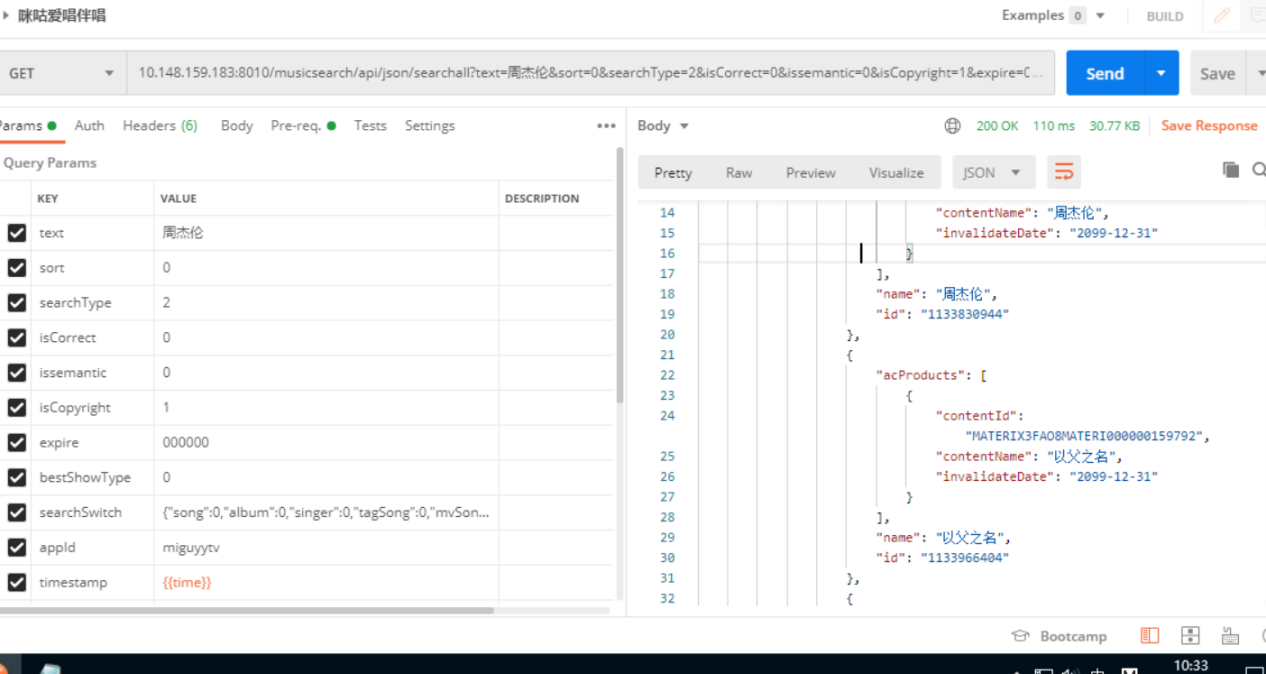 咪咕爱唱伴唱
Examples 0
BUILD
GET
10.148.159.183:8010/musicsearch/api/json/searchall?text=周杰伦&sort=0&searchType=2&isCorrect=0&issemantic=0&isCopyright=1&expire=0...
Send
Save
Params
Auth
Headers (6)
Body
Pre-req.
Tests
Settings
Query Params
KEY VALUE DESCRIPTION
text 周杰伦
sort 0
searchType 2
isCorrect 0
issemantic 0
isCopyright 1
expire 000000
bestShowType 0
searchSwitch {"song":0,"album":0,"singer":0,"tagSong":0,"mvSon...
appId miguyytv
timestamp {{time}}
Body
200 OK 110 ms 30.77 KB Save Response
Pretty Raw Preview Visualize JSON
14 "contentName": "周杰伦",
15 "invalidateDate": "2099-12-31"
16 }
17 ],
18 "name": "周杰伦",
19 "id": "1133830944"
20 },
21 {
22 "acProducts": [
23 {
24 "contentId":
"MATERIX3FAO8MATERI000000159792",
25 "contentName": "以父之名",
26 "invalidateDate": "2099-12-31"
27 }
28 ],
29 "name": "以父之名",
30 "id": "1133966404"
31 },
32 {
Bootcamp
中
10:33